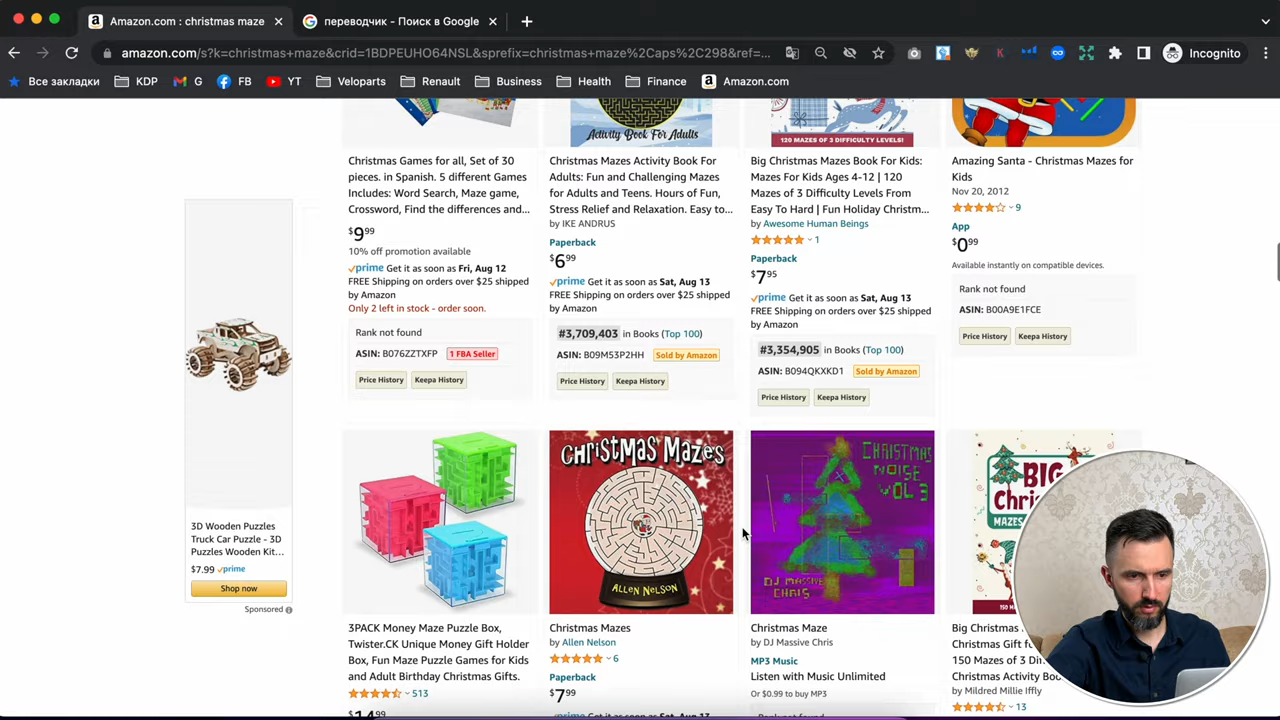 Amazon.com : christmas maze
переводчик - Поиск в Google
amazon.com/s?k=christmas+maze&crid=1BDPEUHO64NSL&sprefix=christmas+maze%2Caps%2C298&ref=...
Incognito
Все закладки
KDP
G
FB
YT
Veloparts
Renault
Business
Health
Finance
Amazon.com
Christmas Games for all, Set of 30
pieces. in Spanish. 5 different Games
Includes: Word Search, Maze game,
Crossword, Find the differences and...
$9.99
10% off promotion available
prime Get it as soon as Fri, Aug 12
FREE Shipping on orders over $25 shipped
by Amazon
Only 2 left in stock - order soon.
Rank not found
ASIN: B076ZZTXFP 1 FBA Seller
Price History Keepa History
Activity Book For Adults
Christmas Mazes Activity Book For
Adults: Fun and Challenging Mazes
for Adults and Teens. Hours of Fun,
Stress Relief and Relaxation. Easy to...
by IKE ANDRUS
Paperback
$6.99
prime Get it as soon as Sat, Aug 13
FREE Shipping on orders over $25 shipped
by Amazon
#3,709,403 in Books (Top 100)
ASIN: B09M53P2HH Sold by Amazon
Price History Keepa History
120 MAZES OF 3 DIFFICULTY LEVELS!
Big Christmas Mazes Book For Kids:
Mazes For Kids Ages 4-12 | 120
Mazes of 3 Difficulty Levels From
Easy To Hard | Fun Holiday Christm...
by Awesome Human Beings
1
Paperback
$7.95
prime Get it as soon as Sat, Aug 13
FREE Shipping on orders over $25 shipped
by Amazon
#3,354,905 in Books (Top 100)
ASIN: B094QKXKD1 Sold by Amazon
Price History Keepa History
Amazing Santa - Christmas Mazes for
Kids
Nov 20, 2012
9
App
$0.99
Available instantly on compatible devices.
Rank not found
ASIN: B00A9E1FCE
Price History Keepa History
3D Wooden Puzzles
Truck Car Puzzle - 3D
Puzzles Wooden Kit...
$7.99 prime
Shop now
Sponsored
3PACK Money Maze Puzzle Box,
Twister.CK Unique Money Gift Holder
Box, Fun Maze Puzzle Games for Kids
and Adult Birthday Christmas Gifts.
513
$14.99
CHRISTMAS MAZES
ALLEN NELSON
Christmas Mazes
by Allen Nelson
6
Paperback
$7.99
prime Get it as soon as Sat, Aug 13
CHRISTMAS
NOISE
VOL 3
DJ MASSIVE
CHRIS
Christmas Maze
by DJ Massive Chris
MP3 Music
Listen with Music Unlimited
Or $0.99 to buy MP3
Rank not found
BIG
Big Christmas
Christmas Gift fo
150 Mazes of 3 Di
Christmas Activity Boo
by Mildred Millie Iffly
13